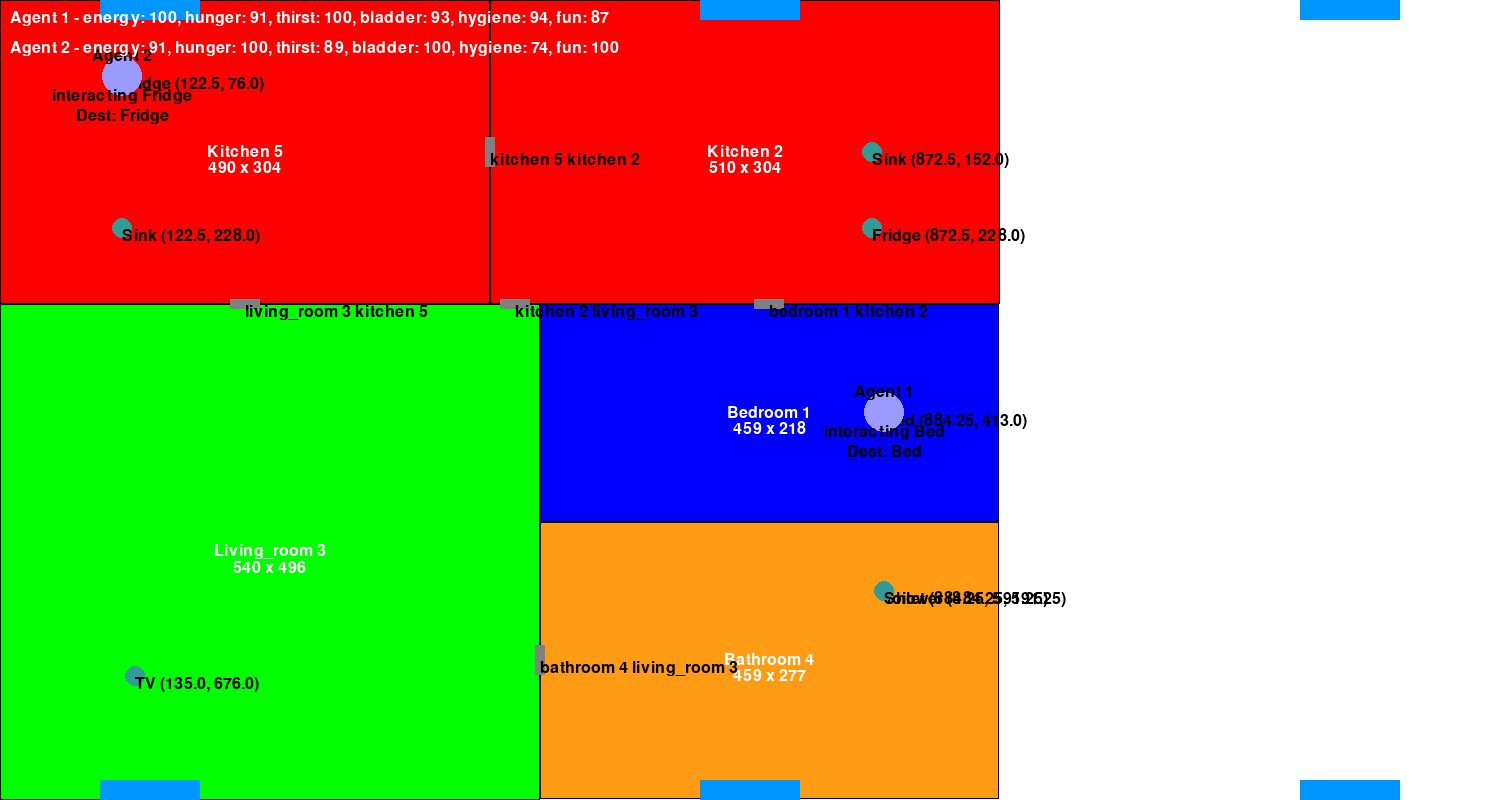 Agent 1 - energy: 100, hunger: 91, thirst: 100, bladder: 93, hygiene: 94, fun: 87
Agent 2 - energy: 91, hunger: 100, thirst: 89, bladder: 100, hygiene: 74, fun: 100
Agent 2
(122.5, 76.0)
interacting Fridge
Dest: Fridge
Kitchen 5
490 x 304
kitchen 5 kitchen 2
Kitchen 2
510 x 304
Sink (872.5, 152.0)
Sink (122.5, 228.0)
Fridge (872.5, 228.0)
living_room 3 kitchen 5
kitchen 2 living_room 3
bedroom 1 kitchen 2
Agent 1
Bedroom 1
459 x 218
(884.25, 413.0)
interacting Bed
Dest: Bed
Living_room 3
540 x 496
bathroom 4 living_room 3
Bathroom 4
459 x 277
TV (135.0, 676.0)